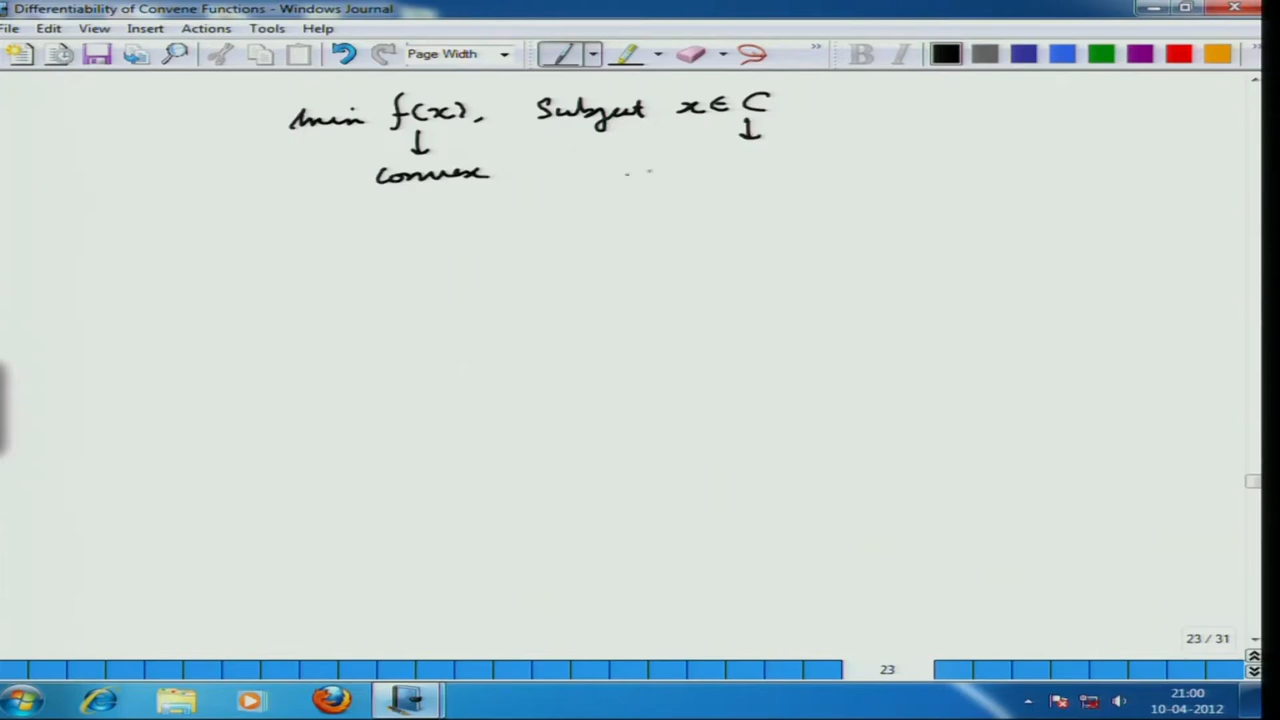 Differentiability of Convene Functions - Windows Journal
File Edit View Insert Actions Tools Help
Page Width
B I
min f(x), Subject x ∈ C
↓ ↓
convex
23 / 31
23
21:00
10-04-2012